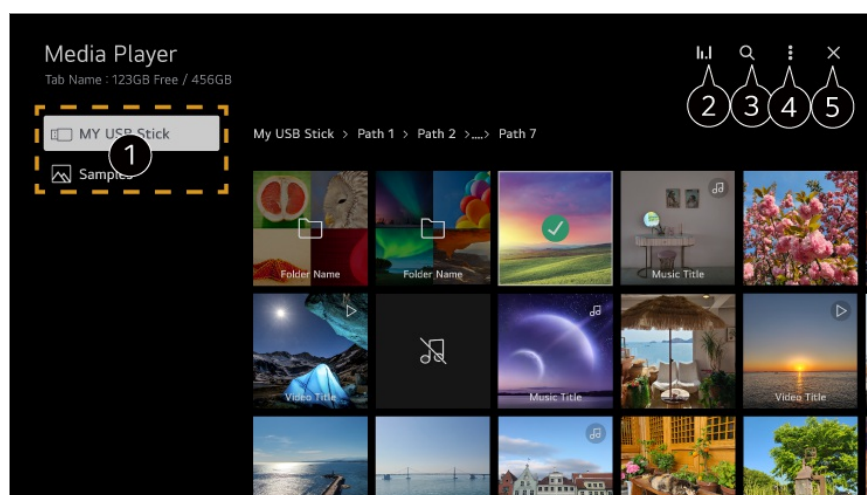 Media Player
Tab Name : 123GB Free / 456GB
2 3 4 5
MY USB Stick
1
Samples
My USB Stick > Path 1 > Path 2 >....> Path 7
Folder Name Folder Name Music Title
Video Title Music Title Video Title